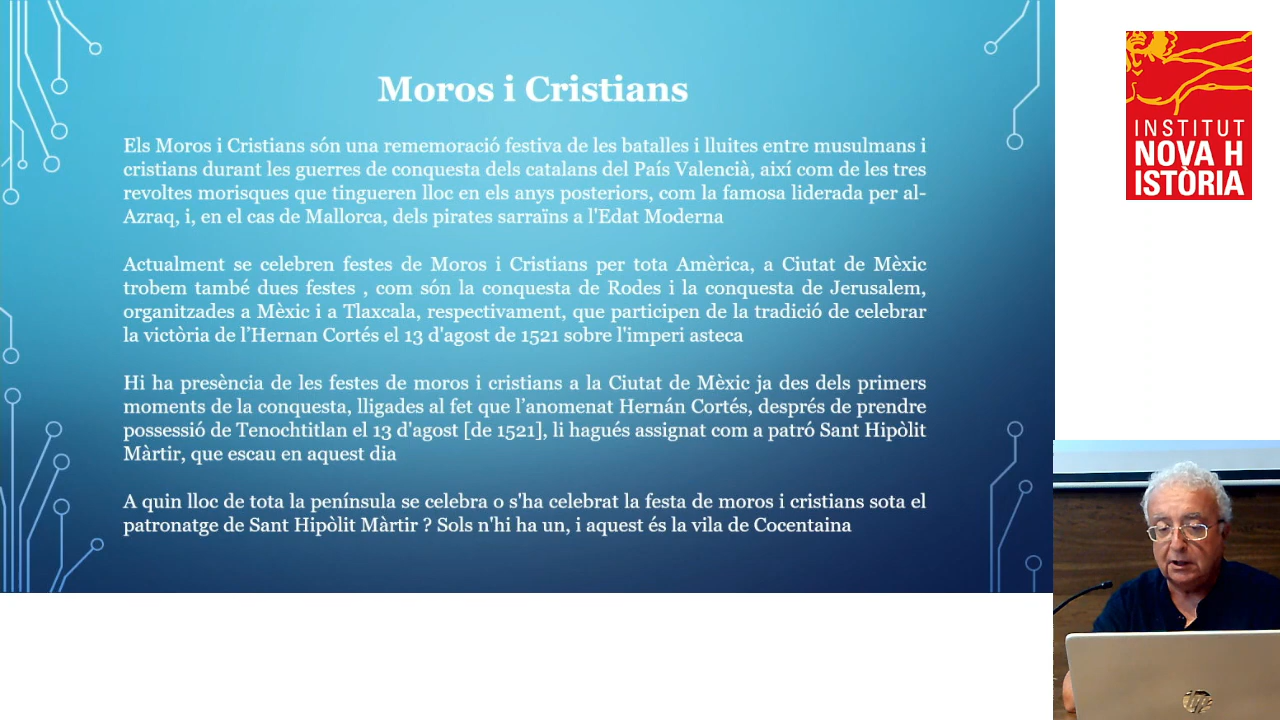 Moros i Cristians
Els Moros i Cristians són una rememoració festiva de les batalles i lluites entre musulmans i
cristians durant les guerres de conquesta dels catalans del País Valencià, així com de les tres
revoltes morisques que tingueren lloc en els anys posteriors, com la famosa liderada per al-
Azraq, i, en el cas de Mallorca, dels pirates sarraïns a l'Edat Moderna
Actualment se celebren festes de Moros i Cristians per tota Amèrica, a Ciutat de Mèxic
trobem també dues festes , com són la conquesta de Rodes i la conquesta de Jerusalem,
organitzades a Mèxic i a Tlaxcala, respectivament, que participen de la tradició de celebrar
la victòria de l’Hernan Cortés el 13 d'agost de 1521 sobre l'imperi asteca
Hi ha presència de les festes de moros i cristians a la Ciutat de Mèxic ja des dels primers
moments de la conquesta, lligades al fet que l’anomenat Hernán Cortés, després de prendre
possessió de Tenochtitlan el 13 d'agost [de 1521], li hagués assignat com a patró Sant Hipòlit
Màrtir, que escau en aquest dia
A quin lloc de tota la península se celebra o s'ha celebrat la festa de moros i cristians sota el
patronatge de Sant Hipòlit Màrtir ? Sols n'hi ha un, i aquest és la vila de Cocentaina
INSTITUT
NOVA H
ISTÒRIA
hp